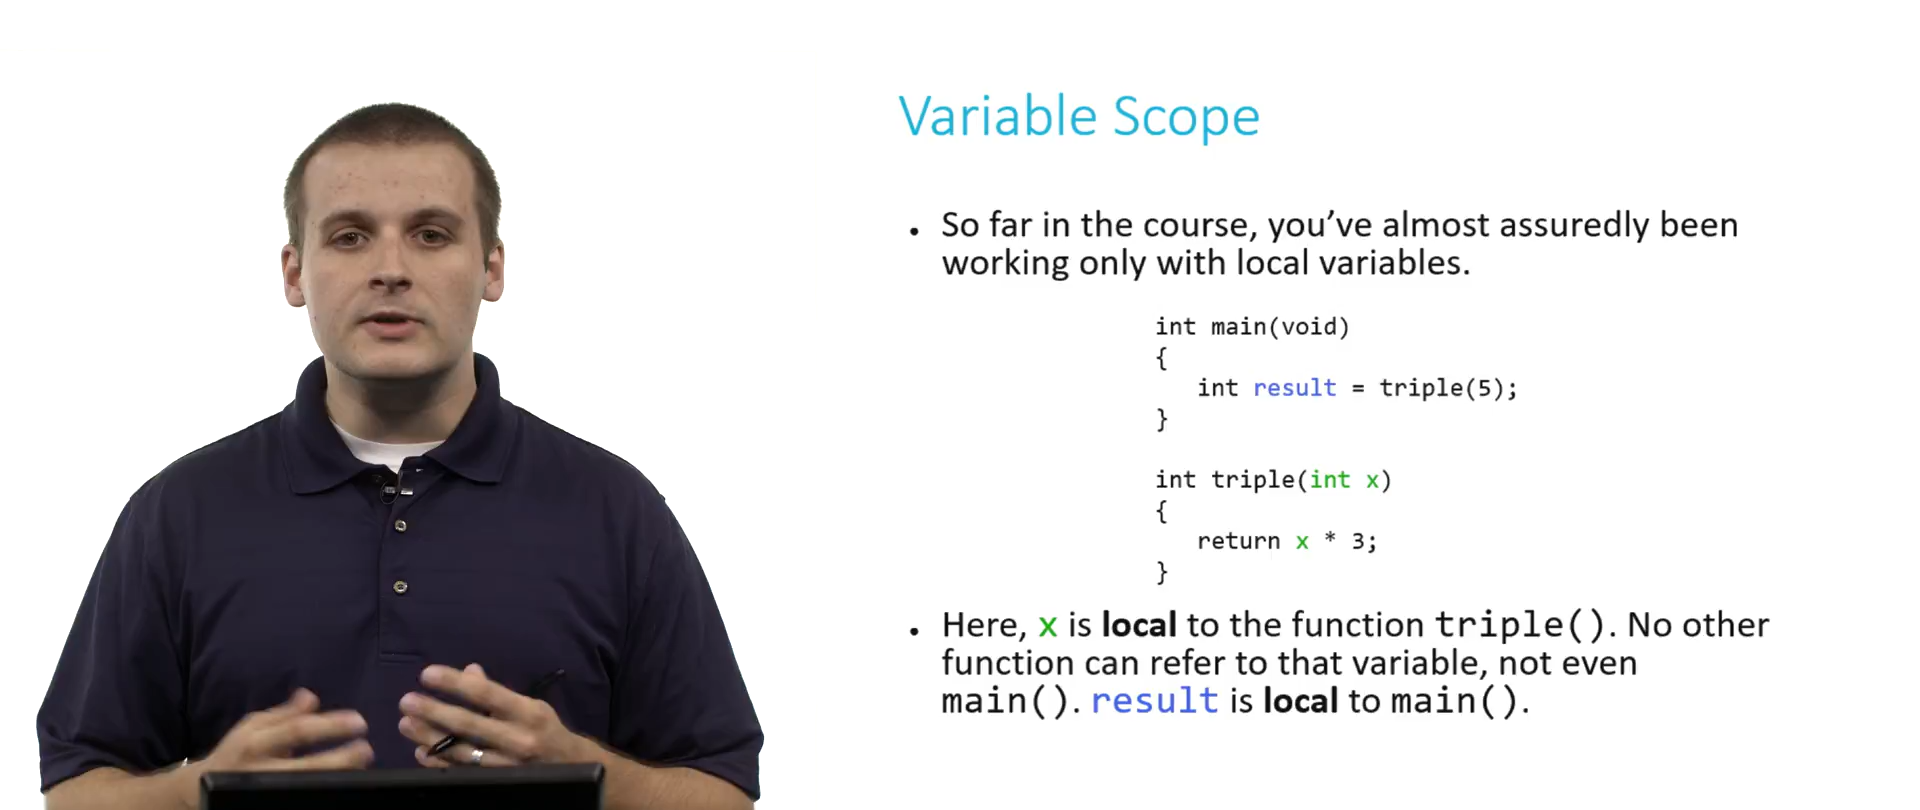 Variable Scope
• So far in the course, you’ve almost assuredly been
working only with local variables.
int main(void)
{
int result = triple(5);
}
int triple(int x)
{
return x * 3;
}
• Here, x is local to the function triple(). No other
function can refer to that variable, not even
main(). result is local to main().